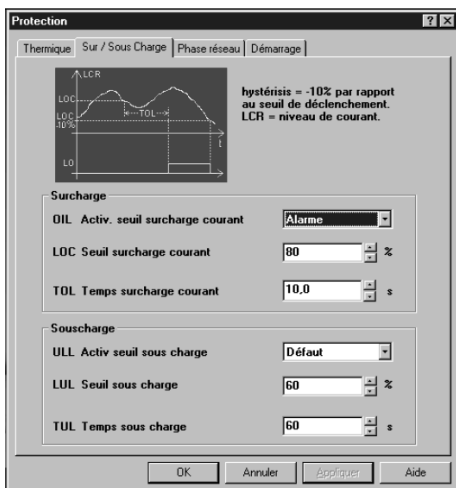 Protection
Thermique Sur / Sous Charge Phase réseau Démarrage
LCR
LOC
LOC
-10%
TOL
t
LO
hystérisis = -10% par rapport
au seuil de déclenchement.
LCR = niveau de courant.
Surcharge
OIL Activ. seuil surcharge courant Alarme
LOC Seuil surcharge courant 80 %
TOL Temps surcharge courant 10,0 s
Souscharge
ULL Activ seuil sous charge Défaut
LUL Seuil sous charge 60 %
TUL Temps sous charge 60 s
OK Annuler Appliquer Aide